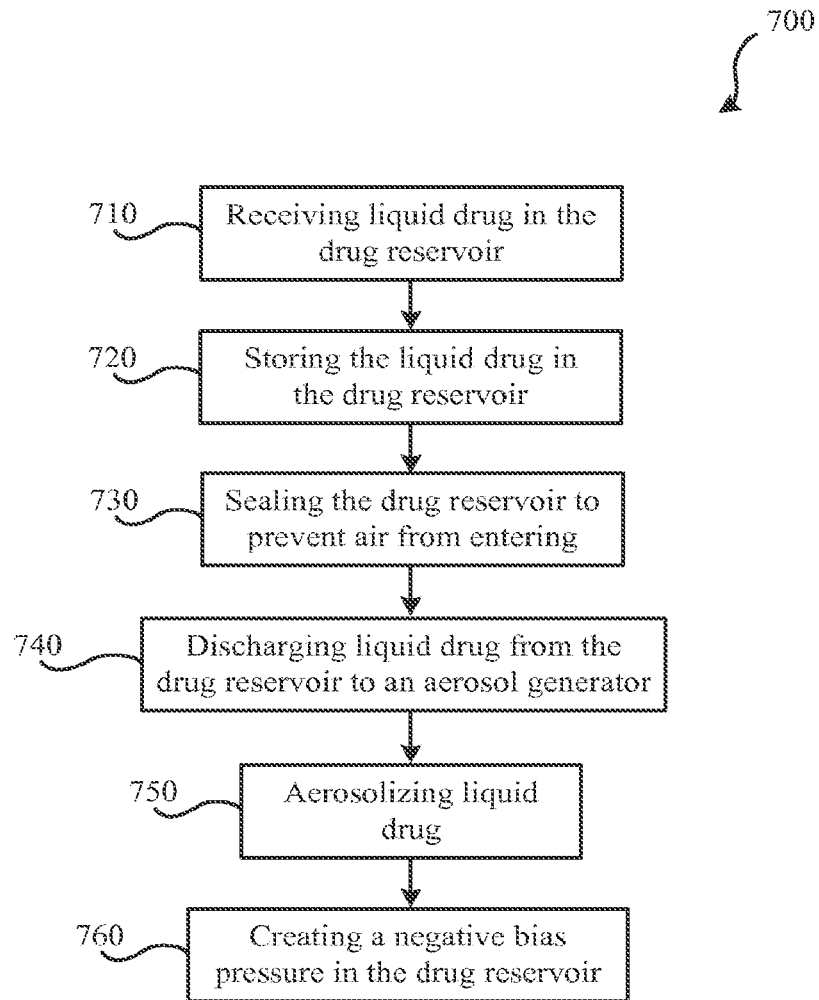 700
710
Receiving liquid drug in the
drug reservoir
720
Storing the liquid drug in
the drug reservoir
730
Sealing the drug reservoir to
prevent air from entering
740
Discharging liquid drug from the
drug reservoir to an aerosol generator
750
Aerosolizing liquid
drug
760
Creating a negative bias
pressure in the drug reservoir